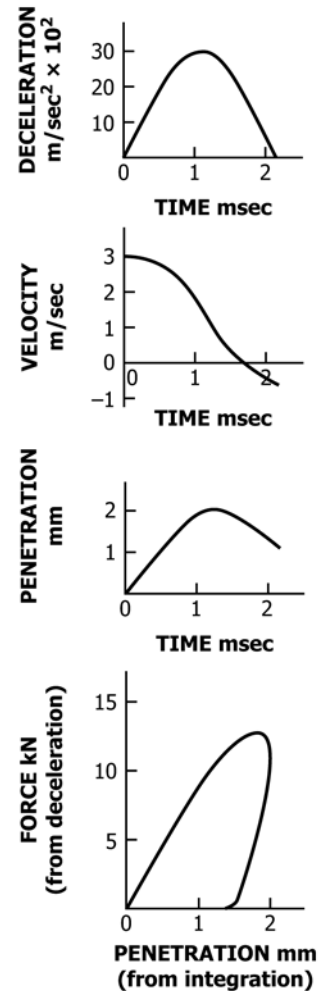 DECELERATION
m/sec² × 10²
30
20
10
0
1
2
TIME msec
VELOCITY
m/sec
3
2
1
0
–1
0
1
2
TIME msec
PENETRATION
mm
2
1
0
1
2
TIME msec
FORCE kN
(from deceleration)
15
10
5
0
1
2
PENETRATION mm
(from integration)